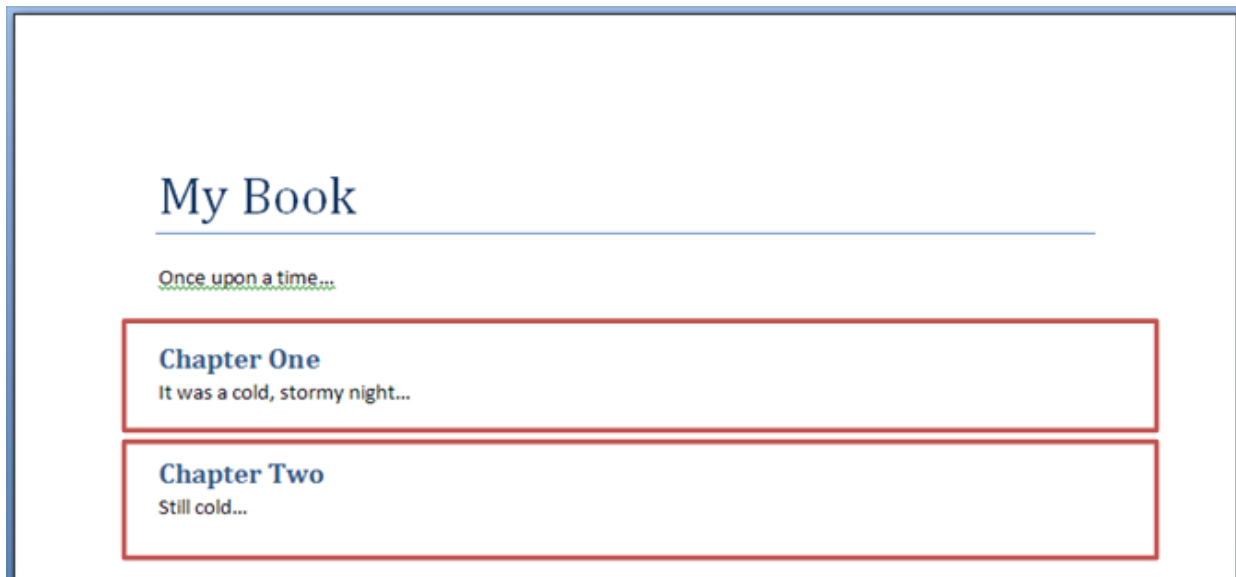 My Book
Once upon a time...
Chapter One
It was a cold, stormy night...
Chapter Two
Still cold...